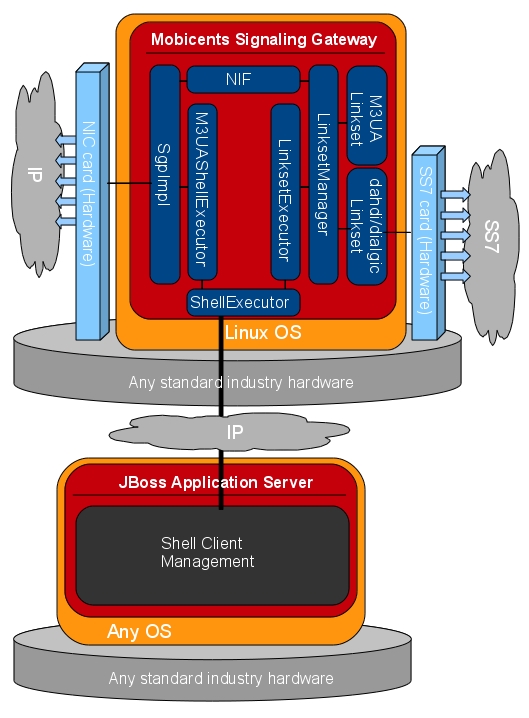 Mobicents Signaling Gateway
NIF
SgpImpl
M3UAShellExecutor
LinksetExecutor
LinksetManager
M3UA
Linkset
dahdi/dialgic
Linkset
ShellExecutor
Linux OS
NIC card (Hardware)
IP
SS7 card (Hardware)
SS7
Any standard industry hardware
IP
JBoss Application Server
Shell Client
Management
Any OS
Any standard industry hardware